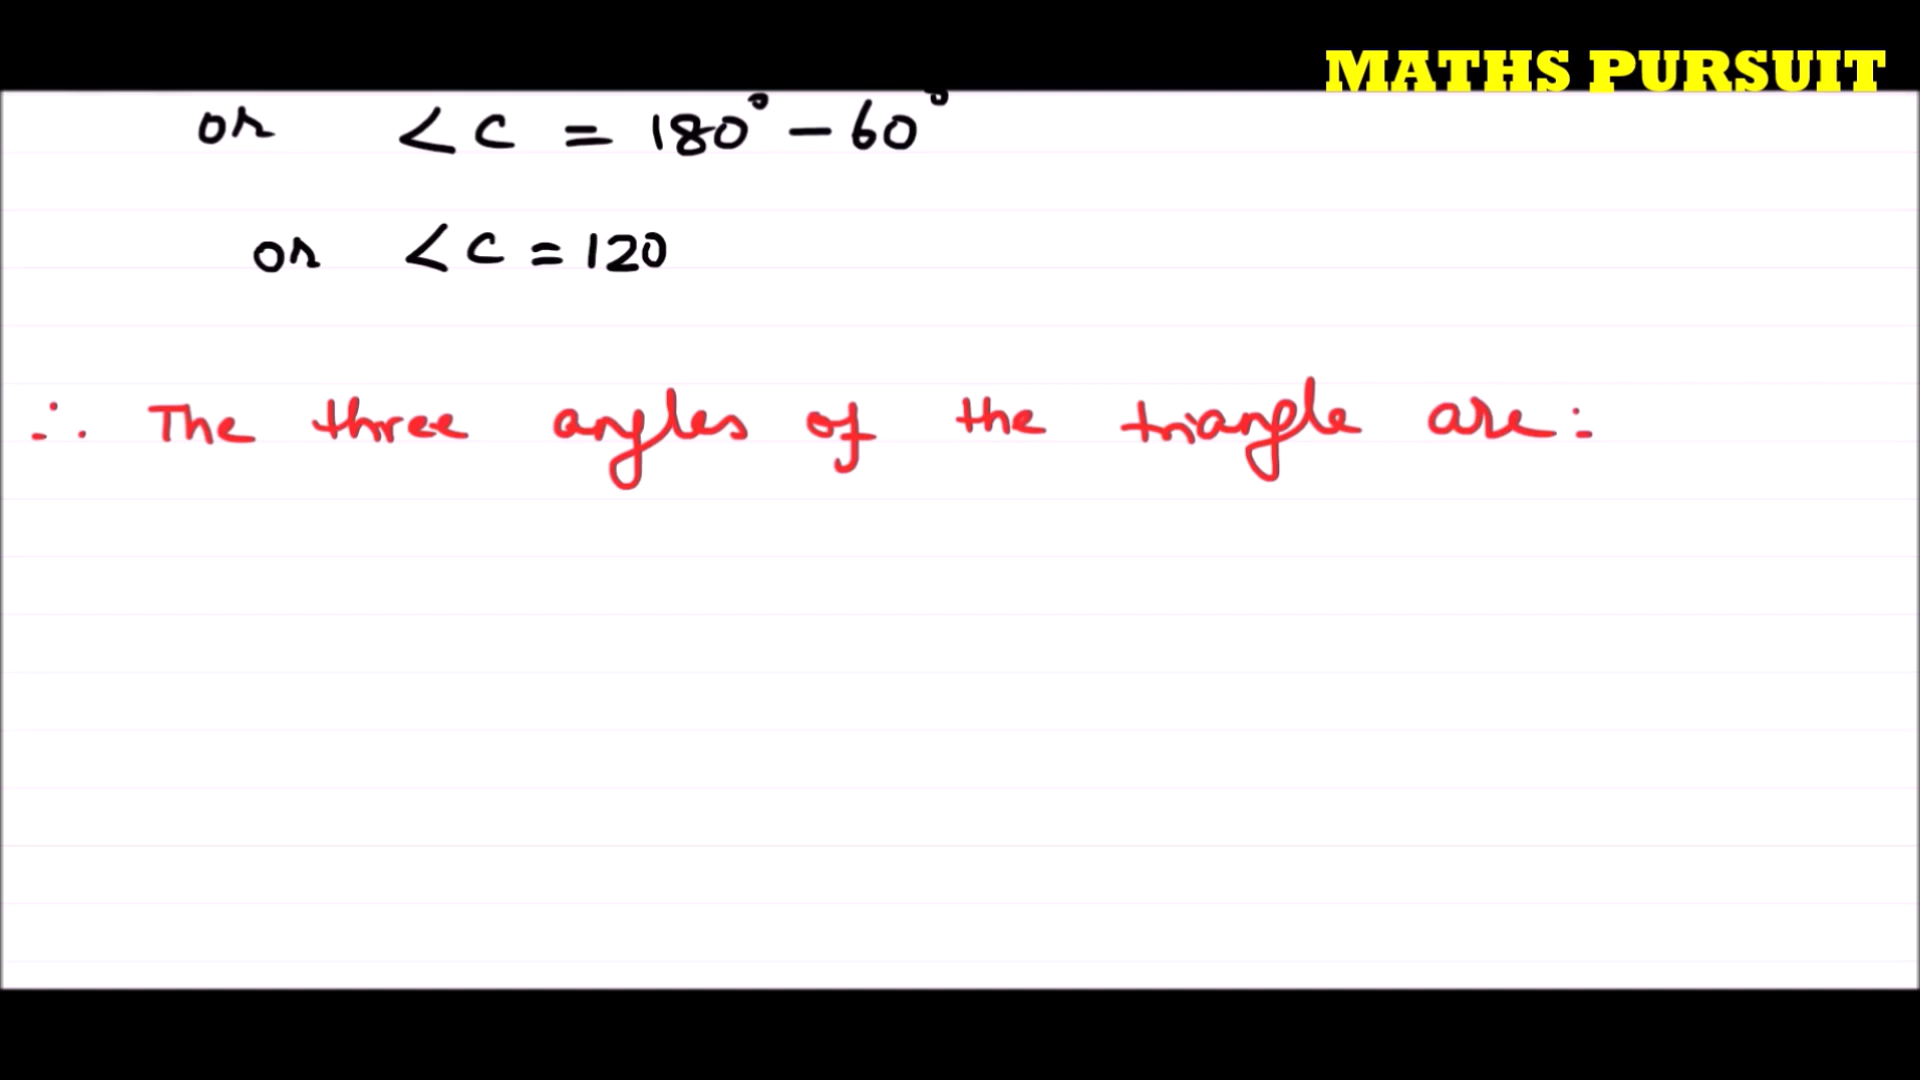 MATHS PURSUIT
or ∠C = 180° - 60°
or ∠C = 120
∴ The three angles of the triangle are: